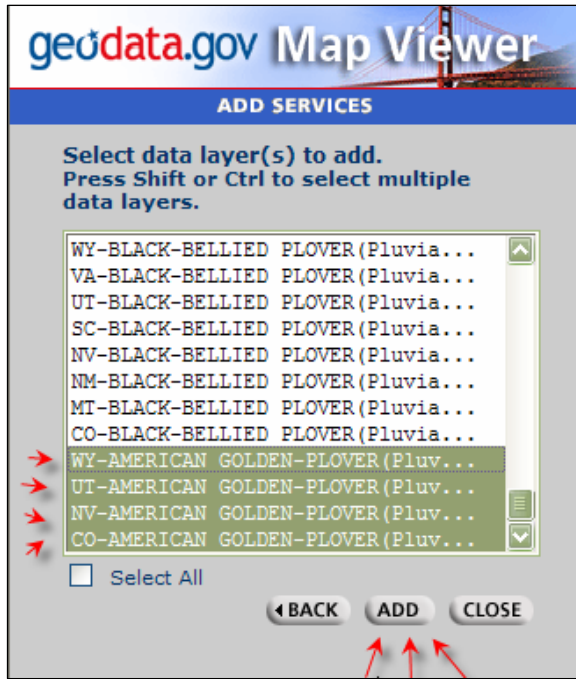 geodata.gov Map Viewer
ADD SERVICES
Select data layer(s) to add.
Press Shift or Ctrl to select multiple
data layers.
WY-BLACK-BELLIED PLOVER(Pluvia...
VA-BLACK-BELLIED PLOVER(Pluvia...
UT-BLACK-BELLIED PLOVER(Pluvia...
SC-BLACK-BELLIED PLOVER(Pluvia...
NV-BLACK-BELLIED PLOVER(Pluvia...
NM-BLACK-BELLIED PLOVER(Pluvia...
MT-BLACK-BELLIED PLOVER(Pluvia...
CO-BLACK-BELLIED PLOVER(Pluvia...
WY-AMERICAN GOLDEN-PLOVER(Pluv...
UT-AMERICAN GOLDEN-PLOVER(Pluv...
NV-AMERICAN GOLDEN-PLOVER(Pluv...
CO-AMERICAN GOLDEN-PLOVER(Pluv...
Select All
BACK ADD CLOSE